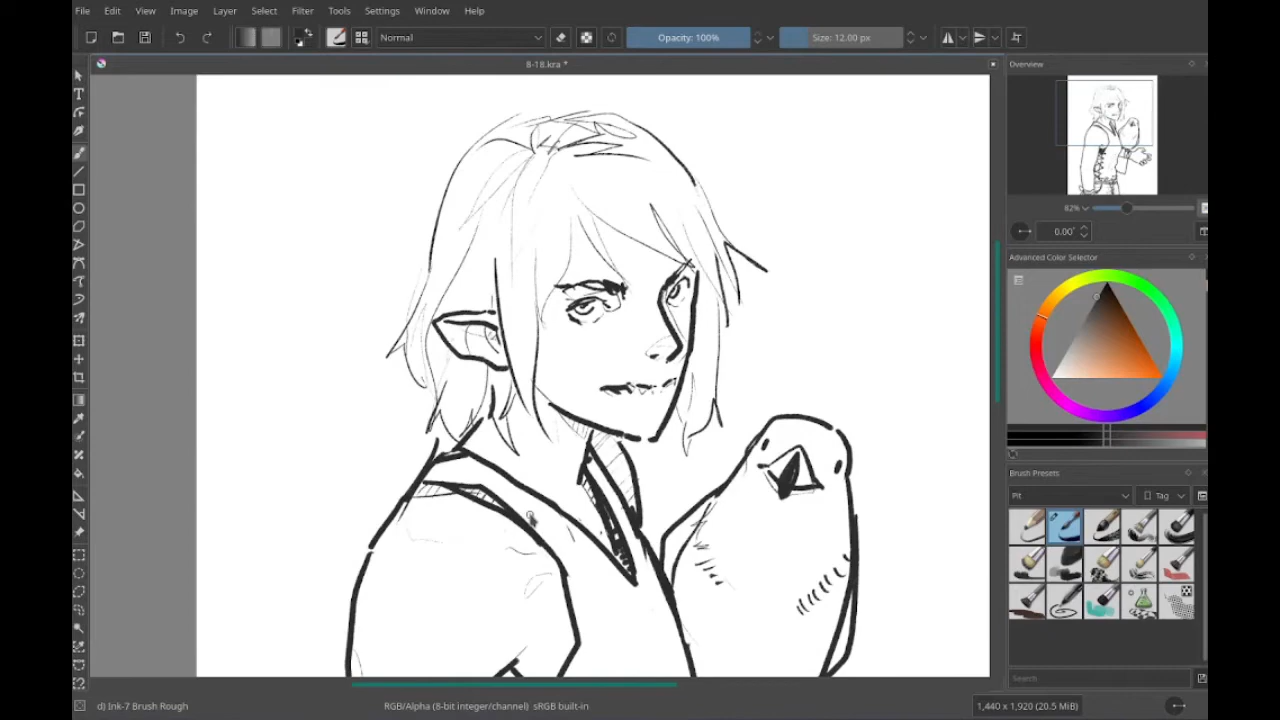 File Edit View Image Layer Select Filter Tools Settings Window Help
Normal Opacity: 100% Size: 12.00 px
8-18.kra *
Overview
82%
0.00°
Advanced Color Selector
Brush Presets
Tag
Search
d) Ink-7 Brush Rough RGB/Alpha (8-bit integer/channel) sRGB built-in 1,440 x 1,920 (20.5 MiB)